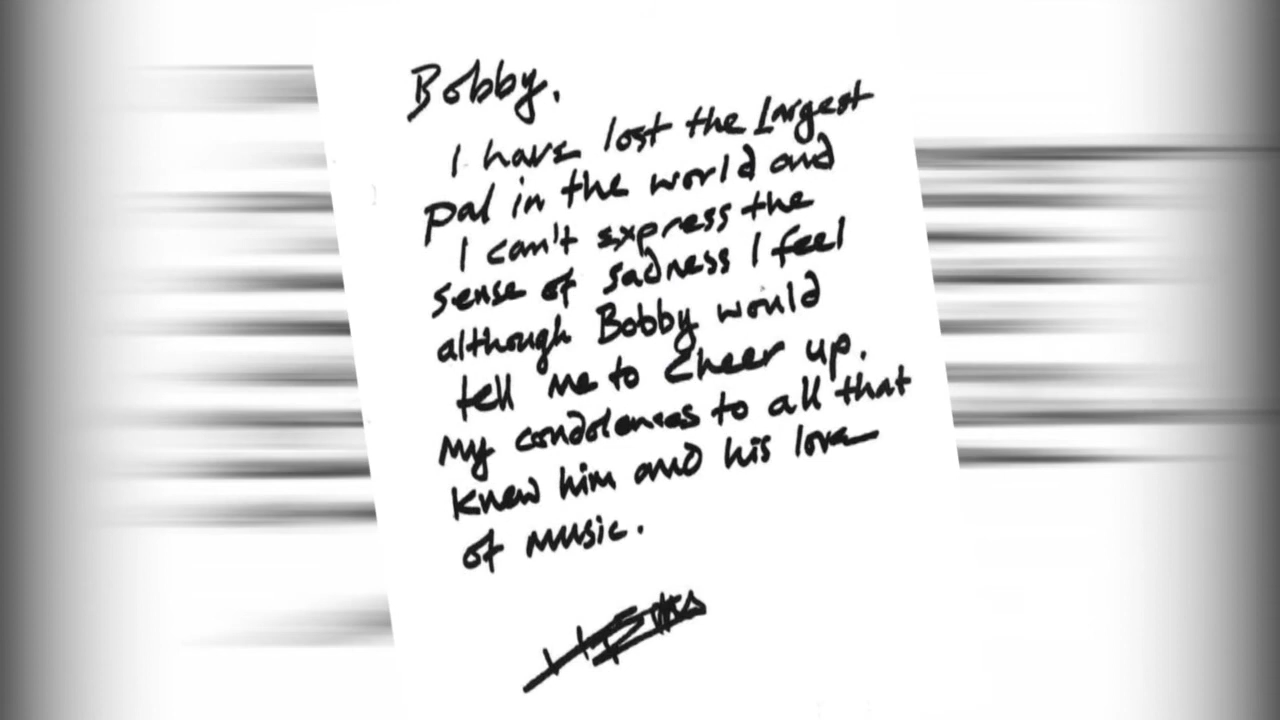 Bobby.
I have lost the Largest
pal in the world and
I can't express the
sense of sadness I feel
although Bobby would
tell me to cheer up.
My condolences to all that
knew him and his love
of music.